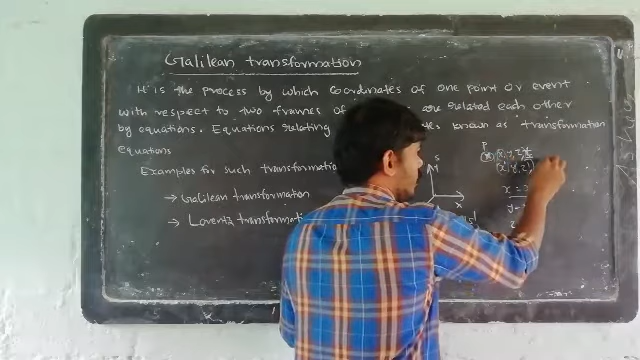 Galilean transformation
It is the process by which coordinates of one point or event
with respect to two frames of are related each other
by equations. Equations relating known as transformation
equations
Examples for such transformatio
→ Galilean transformation
→ Lorentz transformati
S
Y
X
S'
P
(x, y, z)